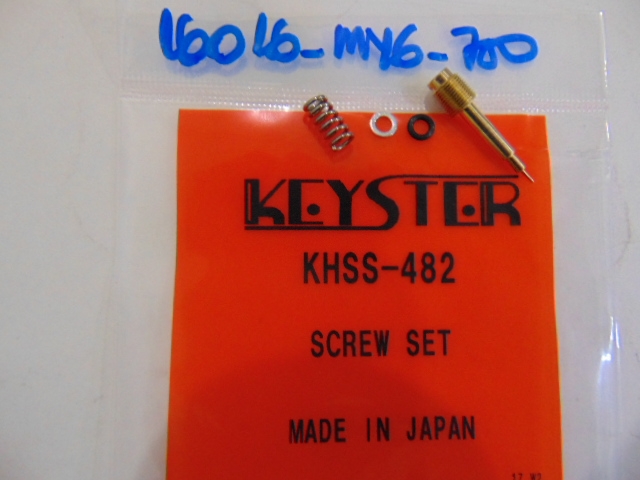 16016-MY6-700
KEYSTER
KHSS-482
SCREW SET
MADE IN JAPAN